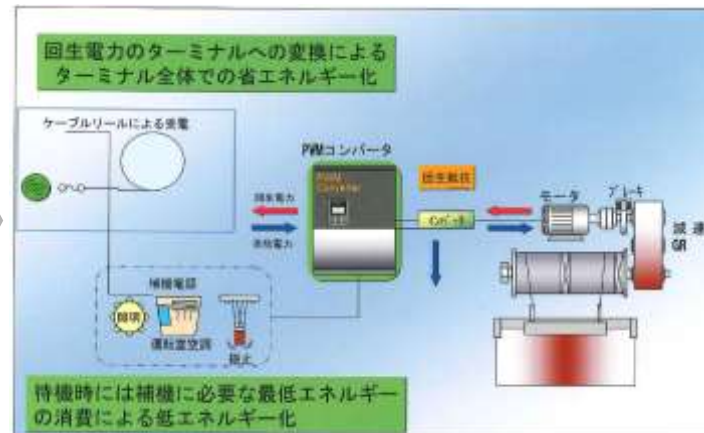 回生電力のターミナルへの変換による
ターミナル全体での省エネルギー化
ケーブルリールによる受電
PWMコンバータ
PWM
Converter
回生抵抗
回生電力
インバータ
モータ
ブレーキ
減速
GR
補機電源
照明
運転室空調
待機時には補機に必要な最低エネルギー
の消費による低エネルギー化